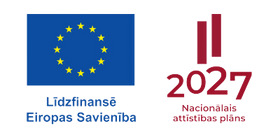 Līdzfinansē
Eiropas Savienība
2027
Nacionālais
attīstības plāns